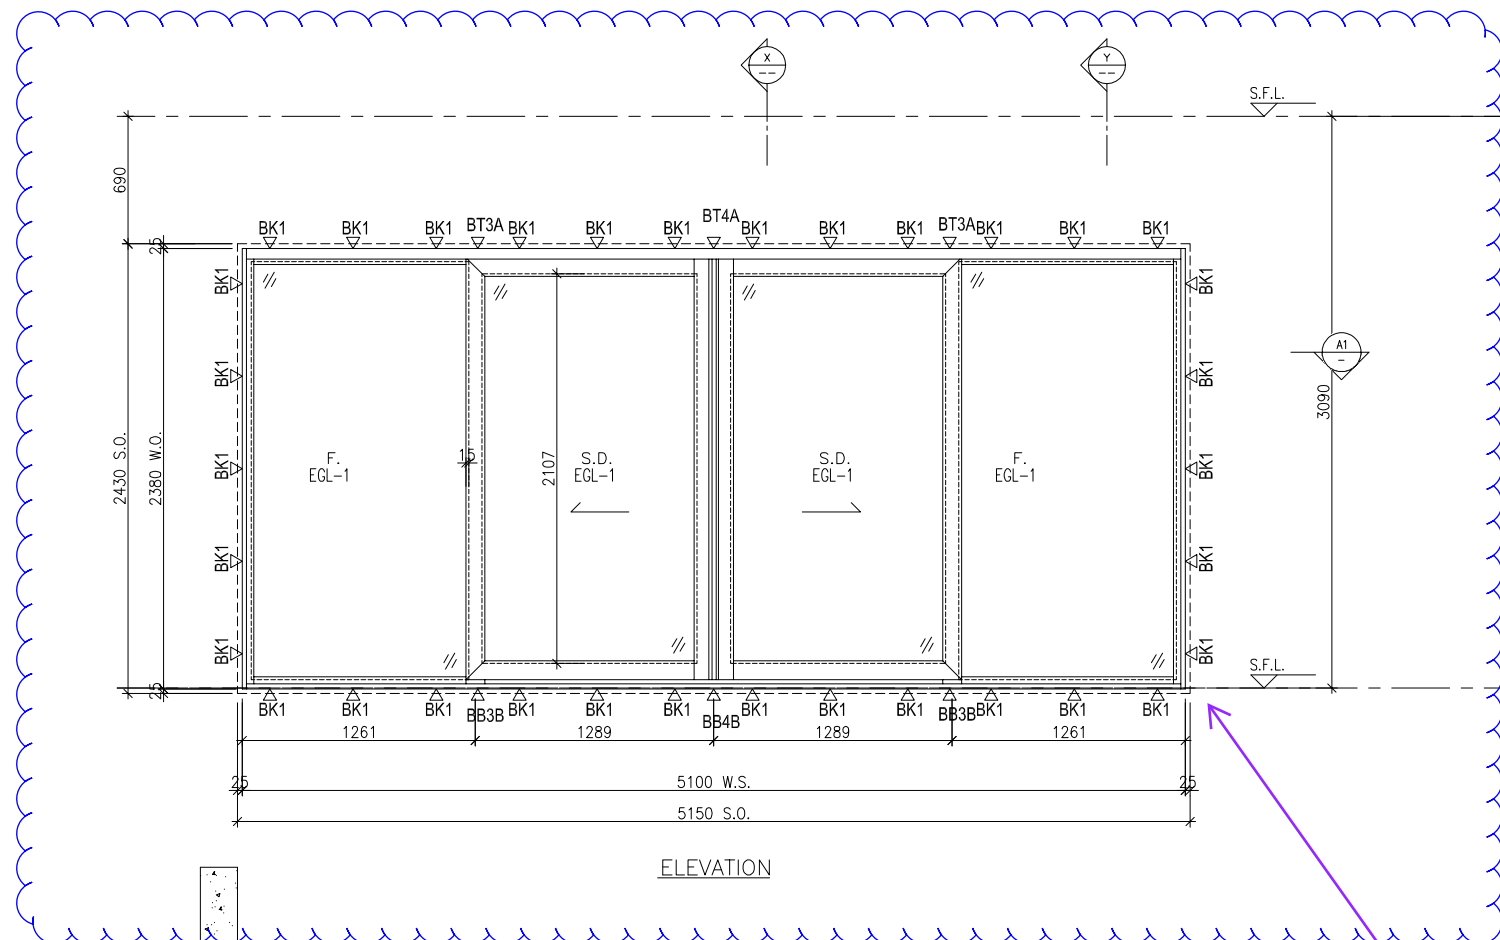 X
--
Y
--
S.F.L.
690
BK1 BK1 BK1 BT3A BK1 BK1 BK1 BT4A BK1 BK1 BK1 BT3A BK1 BK1 BK1
25
BK1 BK1
A1
-
BK1 BK1
3090
2430 S.O.
2380 W.O.
F.
EGL-1
15
2107
S.D.
EGL-1
S.D.
EGL-1
F.
EGL-1
BK1 BK1
BK1 BK1
BK1 BK1
S.F.L.
25
BK1 BK1 BK1 BB3B BK1 BK1 BK1 BB4B BK1 BK1 BK1 BB3B BK1 BK1 BK1
1261 1289 1289 1261
25 5100 W.S. 25
5150 S.O.
ELEVATION